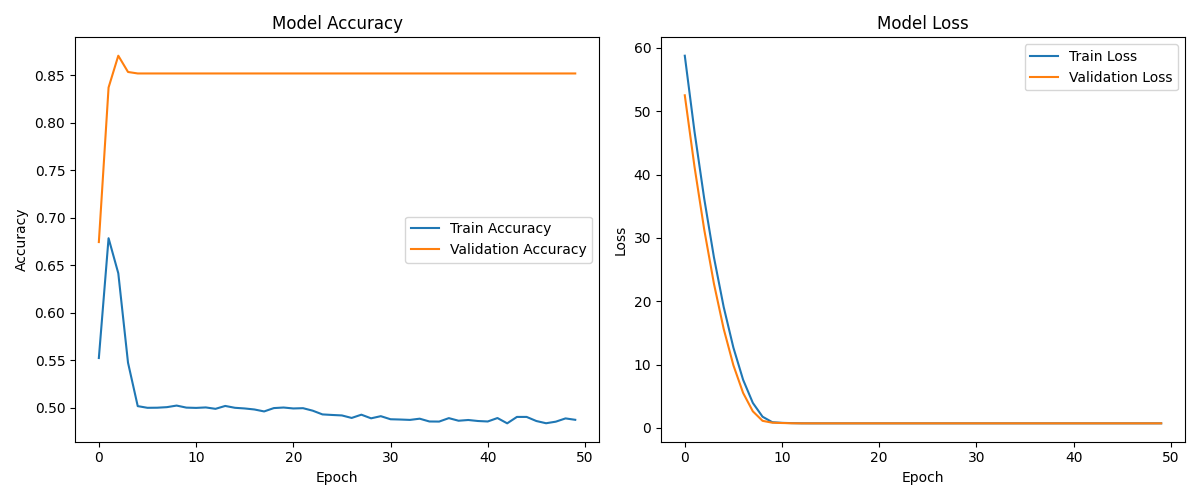 Model Accuracy
Accuracy
0.85
0.80
0.75
0.70
0.65
0.60
0.55
0.50
Train Accuracy
Validation Accuracy
0 10 20 30 40 50
Epoch
Model Loss
Loss
60
50
40
30
20
10
0
Train Loss
Validation Loss
0 10 20 30 40 50
Epoch